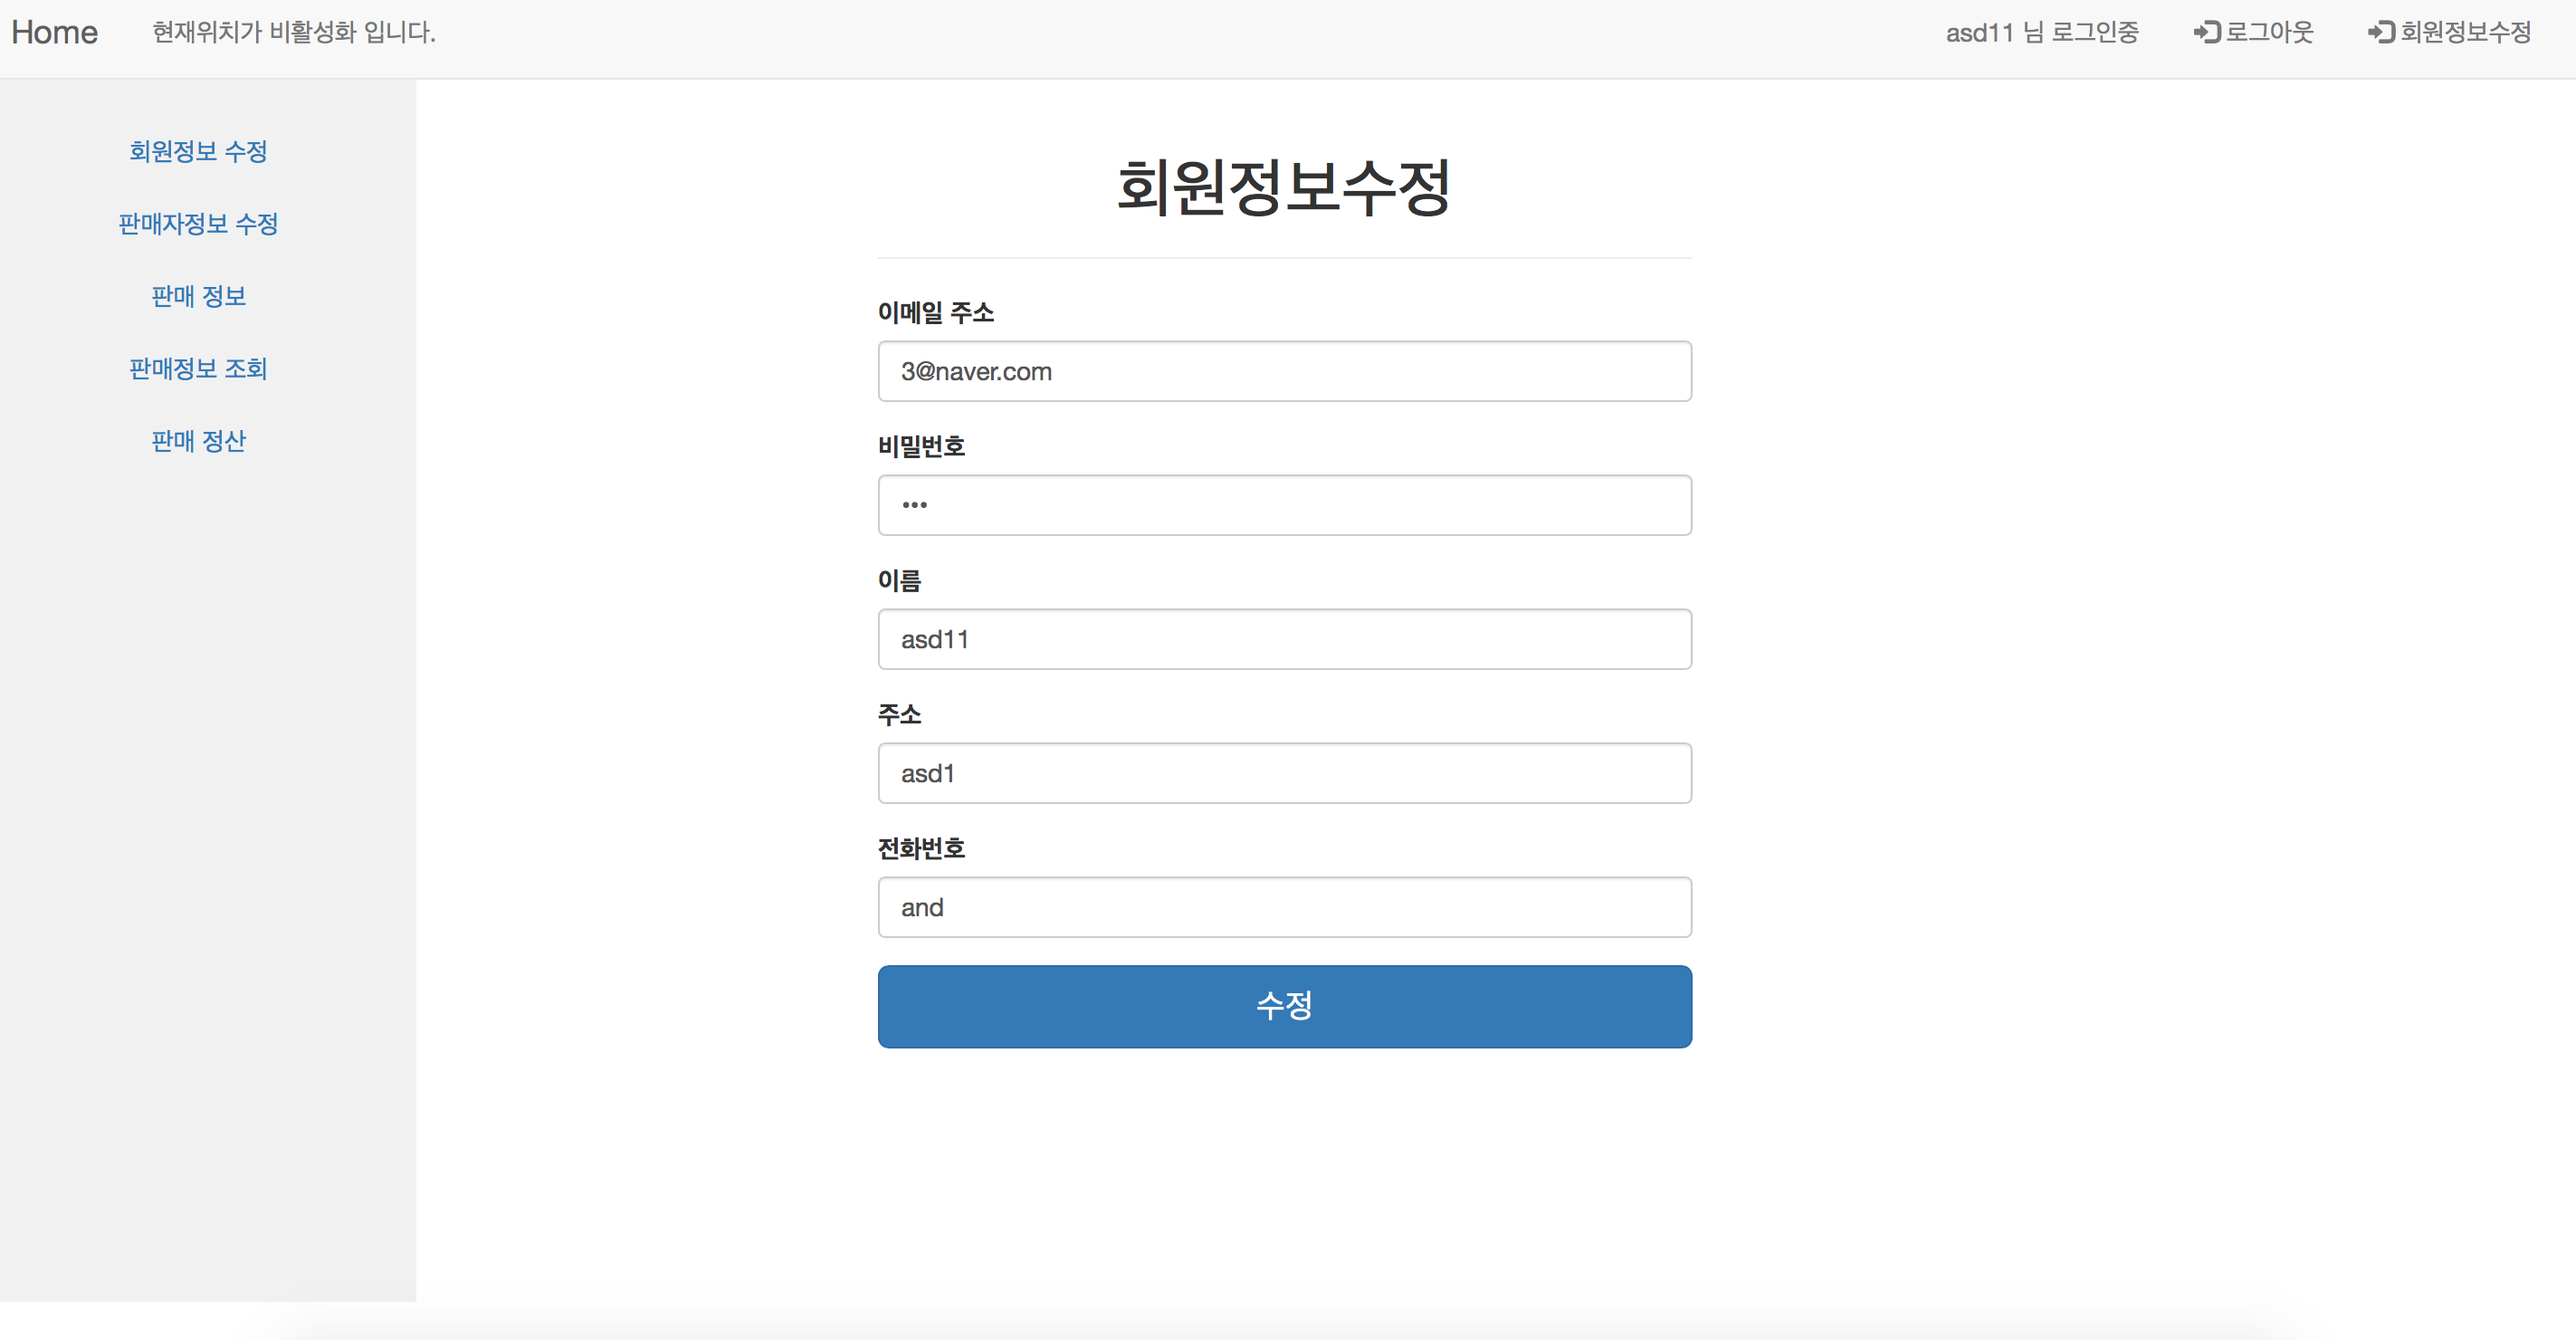 Home 현재위치가 비활성화 입니다. asd11 님 로그인중 로그아웃 회원정보수정
회원정보 수정
판매자정보 수정
판매 정보
판매정보 조회
판매 정산
회원정보수정
이메일 주소
3@naver.com
비밀번호
•••
이름
asd11
주소
asd1
전화번호
and
수정